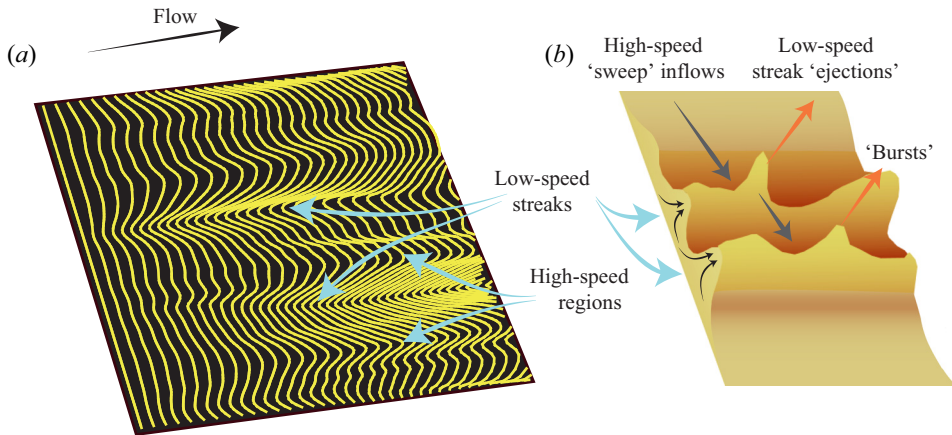 Flow
(a)
Low-speed
streaks
High-speed
regions
(b)
High-speed
‘sweep’ inflows
Low-speed
streak ‘ejections’
‘Bursts’